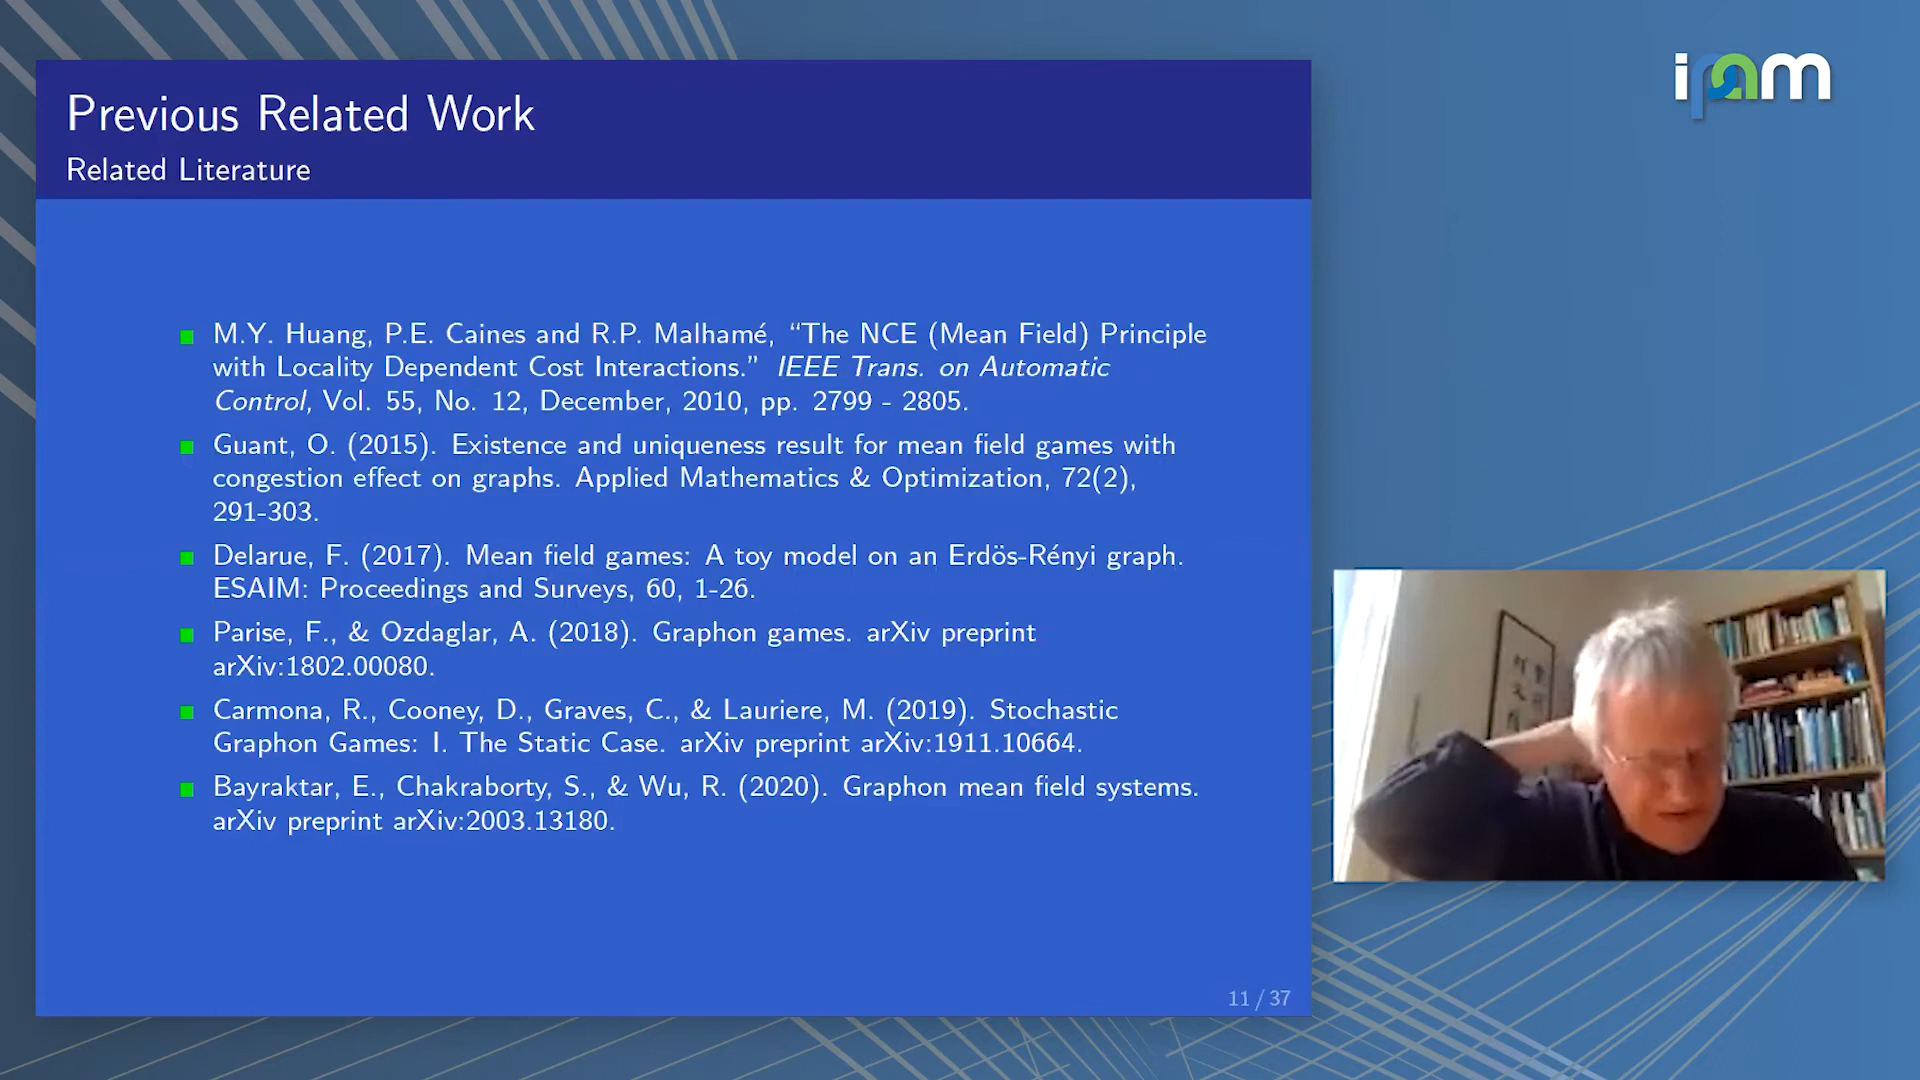 ipam
Previous Related Work
Related Literature
M.Y. Huang, P.E. Caines and R.P. Malhamé, “The NCE (Mean Field) Principle
with Locality Dependent Cost Interactions.” IEEE Trans. on Automatic
Control, Vol. 55, No. 12, December, 2010, pp. 2799 - 2805.
Guant, O. (2015). Existence and uniqueness result for mean field games with
congestion effect on graphs. Applied Mathematics & Optimization, 72(2),
291-303.
Delarue, F. (2017). Mean field games: A toy model on an Erdös-Rényi graph.
ESAIM: Proceedings and Surveys, 60, 1-26.
Parise, F., & Ozdaglar, A. (2018). Graphon games. arXiv preprint
arXiv:1802.00080.
Carmona, R., Cooney, D., Graves, C., & Lauriere, M. (2019). Stochastic
Graphon Games: I. The Static Case. arXiv preprint arXiv:1911.10664.
Bayraktar, E., Chakraborty, S., & Wu, R. (2020). Graphon mean field systems.
arXiv preprint arXiv:2003.13180.
11 / 37